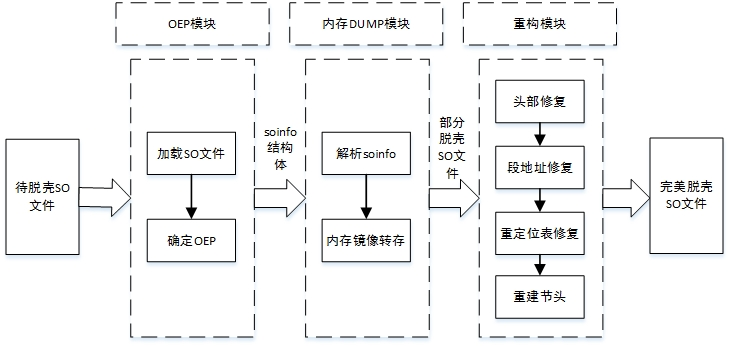 OEP模块
内存DUMP模块
重构模块
待脱壳SO
文件
加载SO文件
确定OEP
soinfo
结构
体
解析soinfo
内存镜像转存
部分
脱壳
SO文
件
头部修复
段地址修复
重定位表修复
重建节头
完美脱壳
SO文件